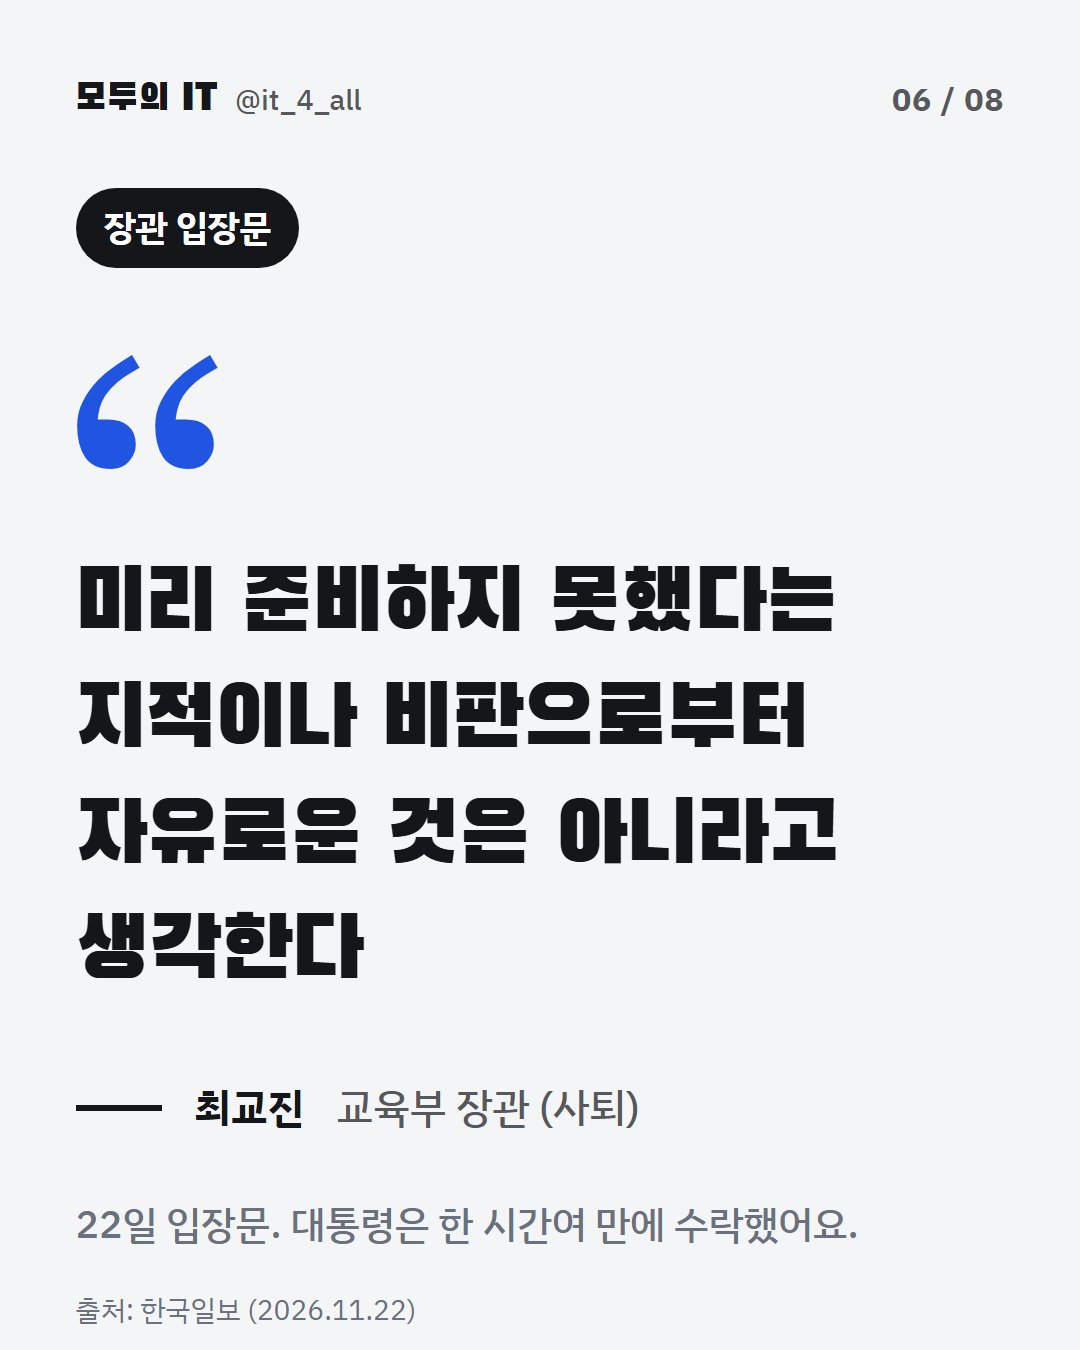 모두의 IT @it_4_all
06 / 08
장관 입장문
“
미리 준비하지 못했다는
지적이나 비판으로부터
자유로운 것은 아니라고
생각한다
최교진 교육부 장관 (사퇴)
22일 입장문. 대통령은 한 시간여 만에 수락했어요.
출처: 한국일보 (2026.11.22)